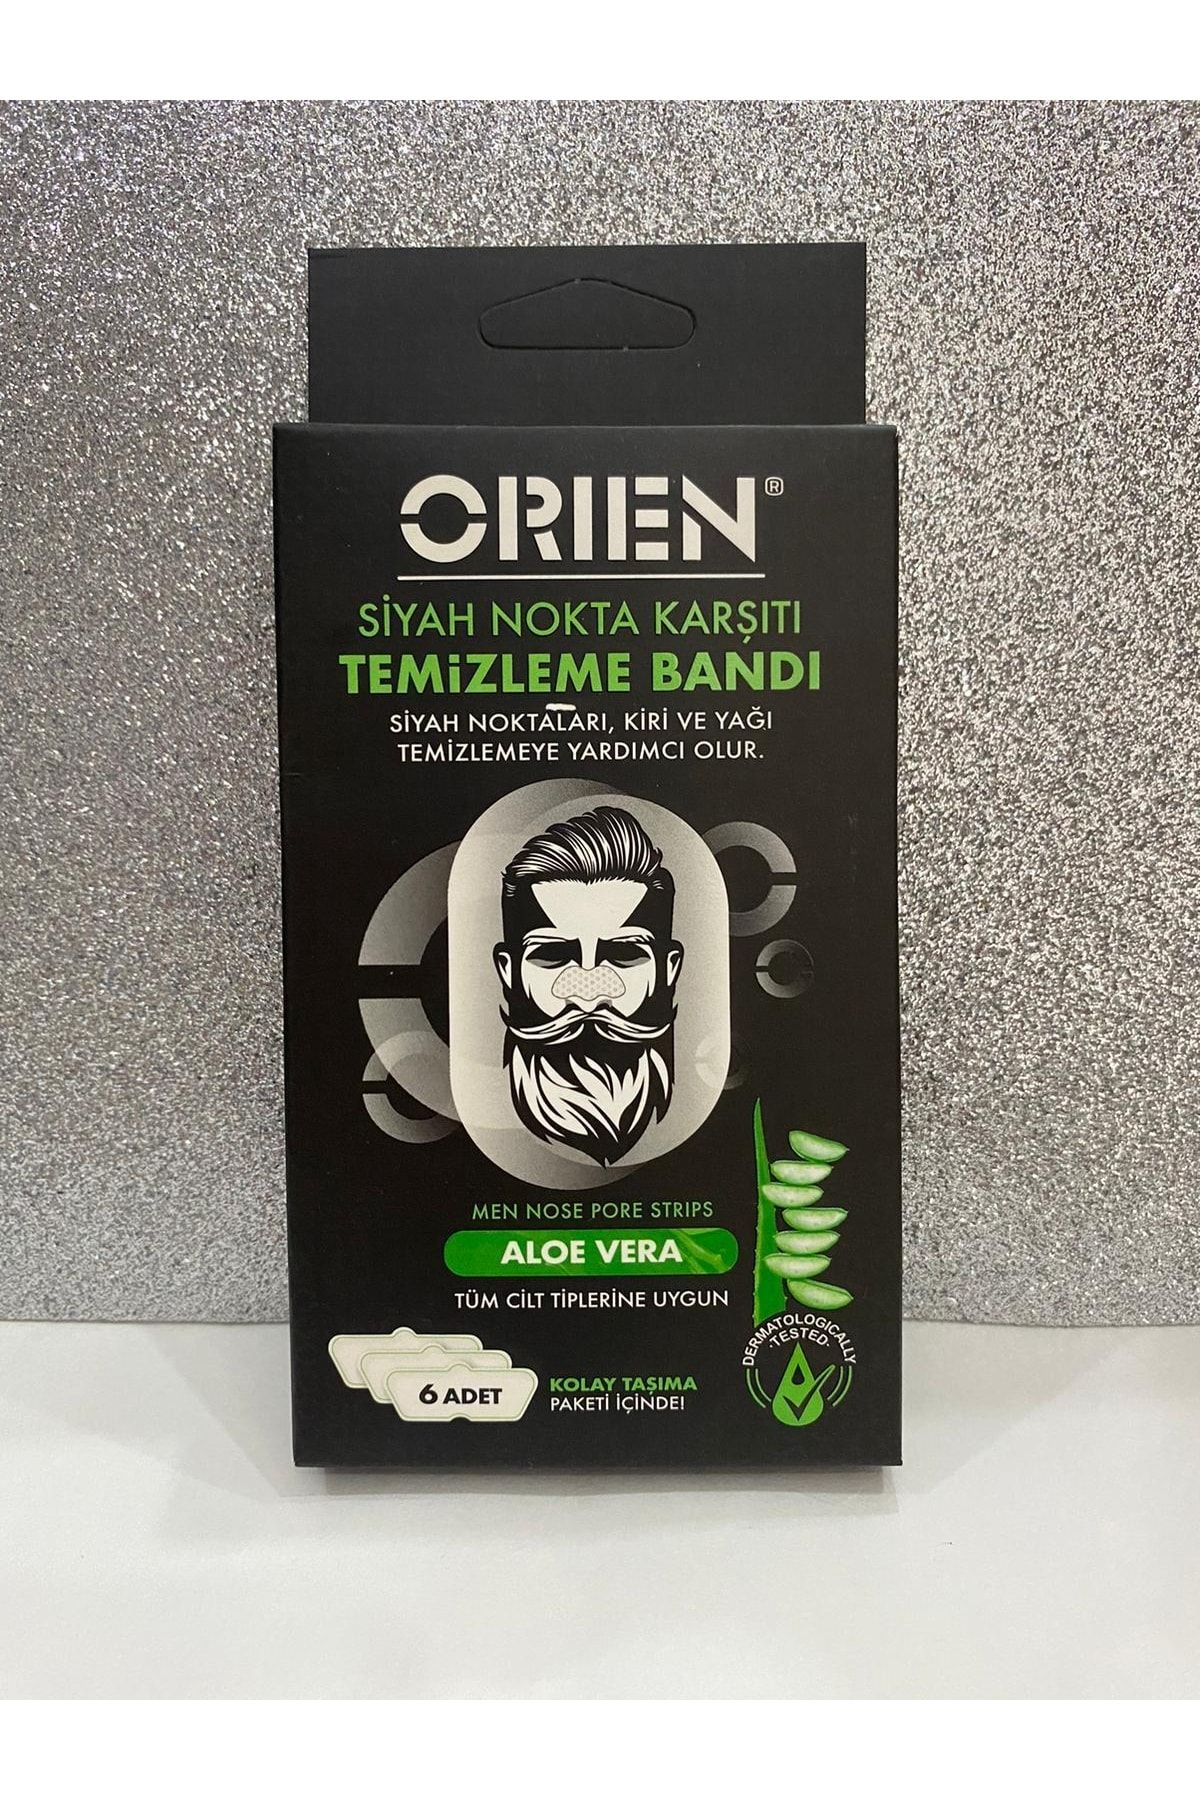 ORIEN®
SİYAH NOKTA KARŞITI
TEMiZLEME BANDI
SİYAH NOKTALARI, KİRİ VE YAĞI
TEMİZLEMEYE YARDIMCI OLUR.
MEN NOSE PORE STRIPS
ALOE VERA
TÜM CİLT TİPLERİNE UYGUN
DERMATOLOGICALLY
·TESTED·
6 ADET
KOLAY TAŞIMA
PAKETİ İÇİNDE!